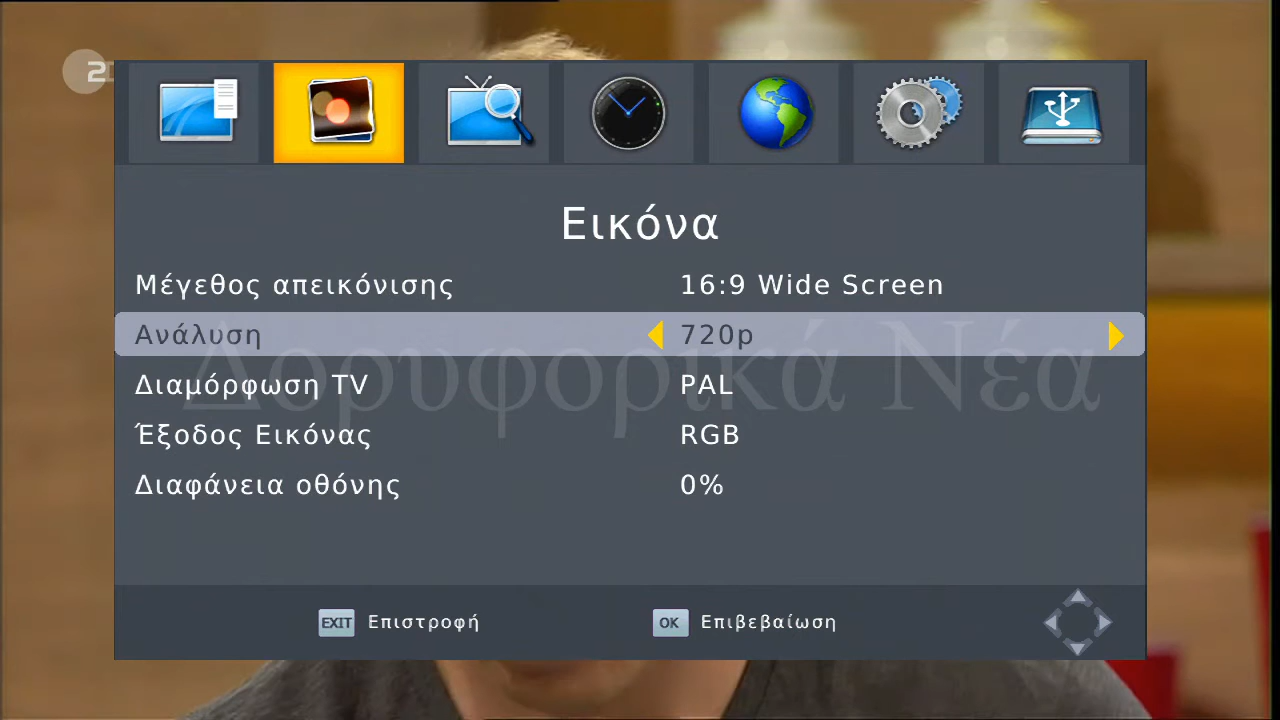 2
Εικόνα
Μέγεθος απεικόνισης 16:9 Wide Screen
Ανάλυση 720p
Διαμόρφωση TV PAL
Έξοδος Εικόνας RGB
Διαφάνεια οθόνης 0%
Δορυφορικά Νέα
EXIT Επιστροφή OK Επιβεβαίωση